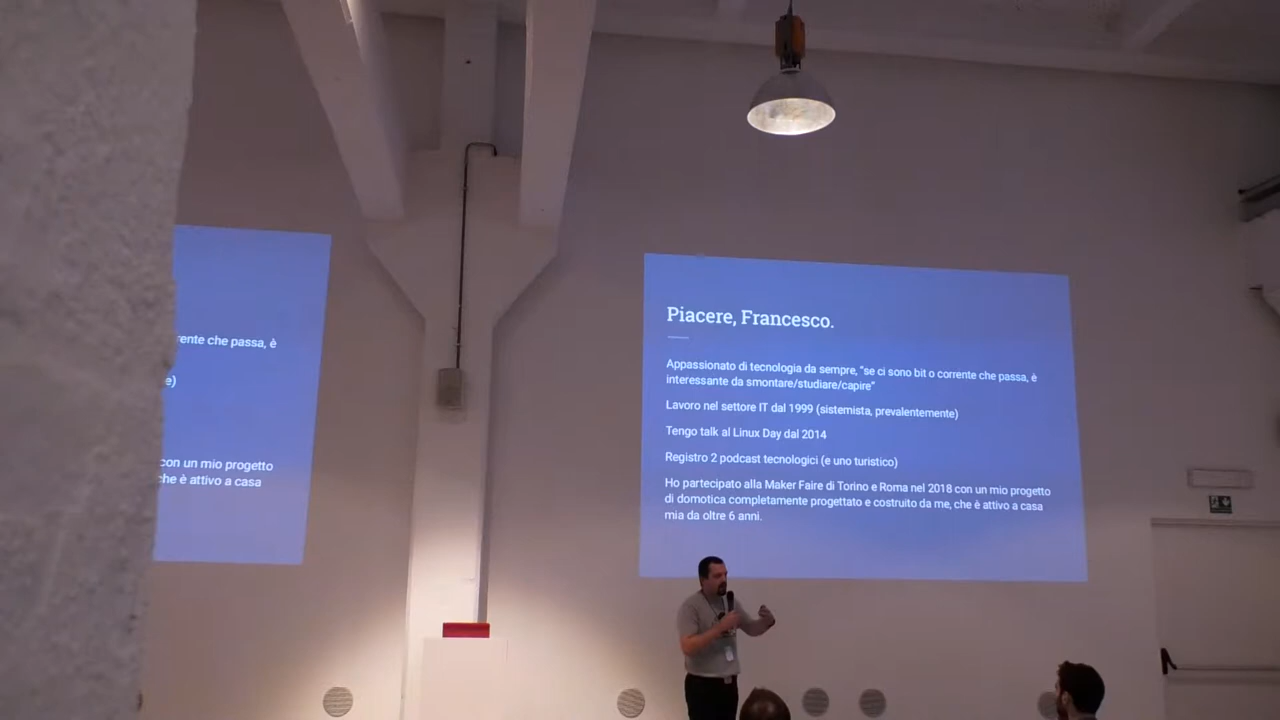 rente che passa, è
e)
con un mio progetto
che è attivo a casa
Piacere, Francesco.
Appassionato di tecnologia da sempre, “se ci sono bit o corrente che passa, è
interessante da smontare/studiare/capire”
Lavoro nel settore IT dal 1999 (sistemista, prevalentemente)
Tengo talk al Linux Day dal 2014
Registro 2 podcast tecnologici (e uno turistico)
Ho partecipato alla Maker Faire di Torino e Roma nel 2018 con un mio progetto
di domotica completamente progettato e costruito da me, che è attivo a casa
mia da oltre 6 anni.